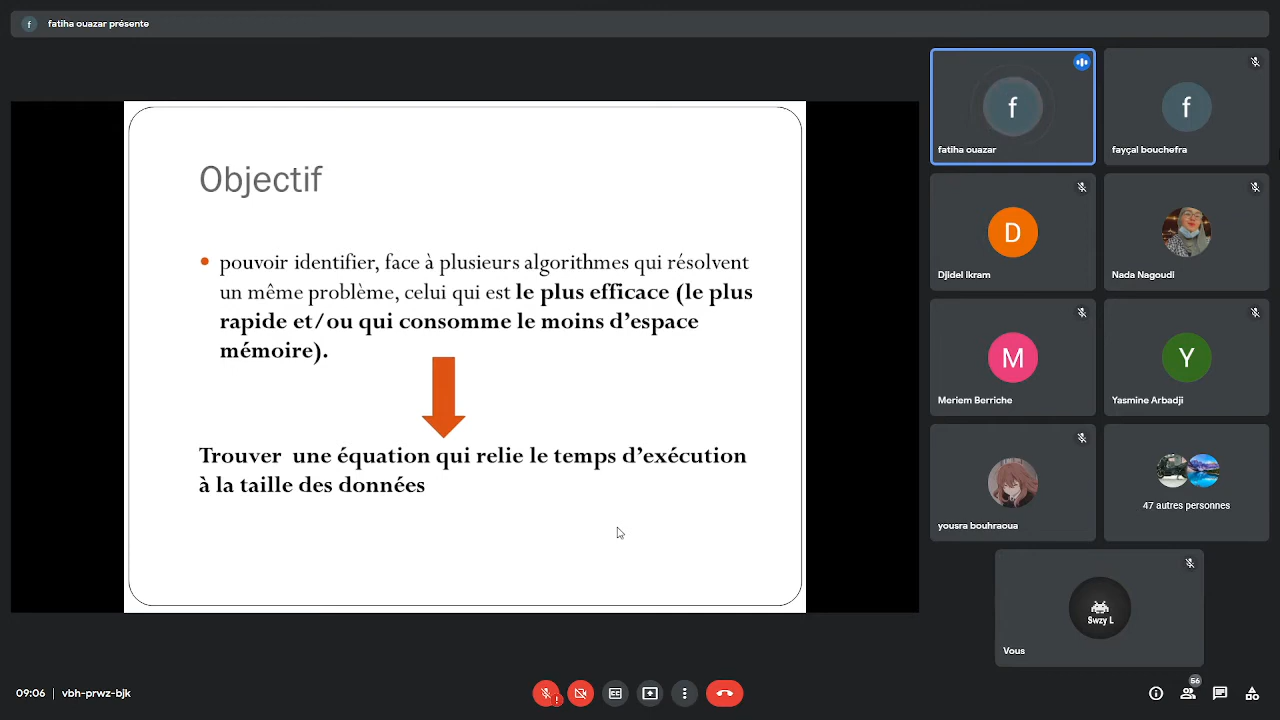 f
fatiha ouazar présente
Objectif
pouvoir identifier, face à plusieurs algorithmes qui résolvent
un même problème, celui qui est le plus efficace (le plus
rapide et/ou qui consomme le moins d’espace
mémoire).
Trouver une équation qui relie le temps d’exécution
à la taille des données
f
fatiha ouazar
f
fayçal bouchefra
D
Djidel Ikram
Nada Nagoudi
M
Meriem Berriche
Y
Yasmine Arbadji
yousra bouhraoua
47 autres personnes
Swzy L
Vous
09:06 | vbh-prwz-bjk
56